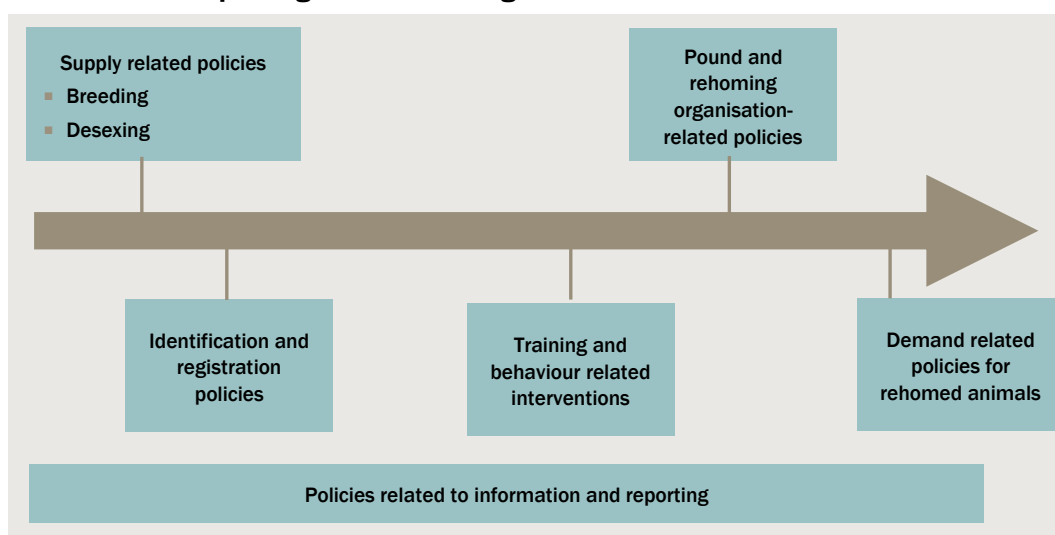 Supply related policies
Breeding
Desexing
Pound and
rehoming
organisation-
related policies
Identification and
registration
policies
Training and
behaviour related
interventions
Demand related
policies for
rehomed animals
Policies related to information and reporting